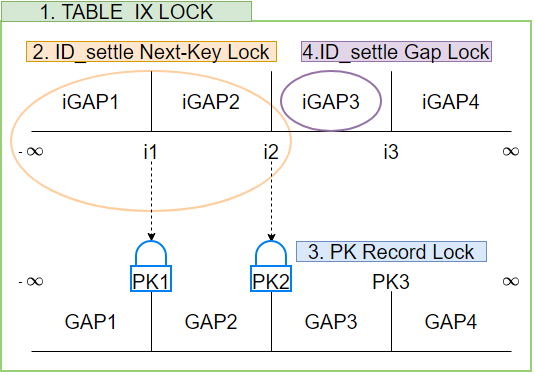 1. TABLE IX LOCK
2. ID_settle Next-Key Lock
4.ID_settle Gap Lock
iGAP1 iGAP2 iGAP3 iGAP4
- ∞ i1 i2 i3 ∞
3. PK Record Lock
- ∞ PK1 PK2 PK3 ∞
GAP1 GAP2 GAP3 GAP4